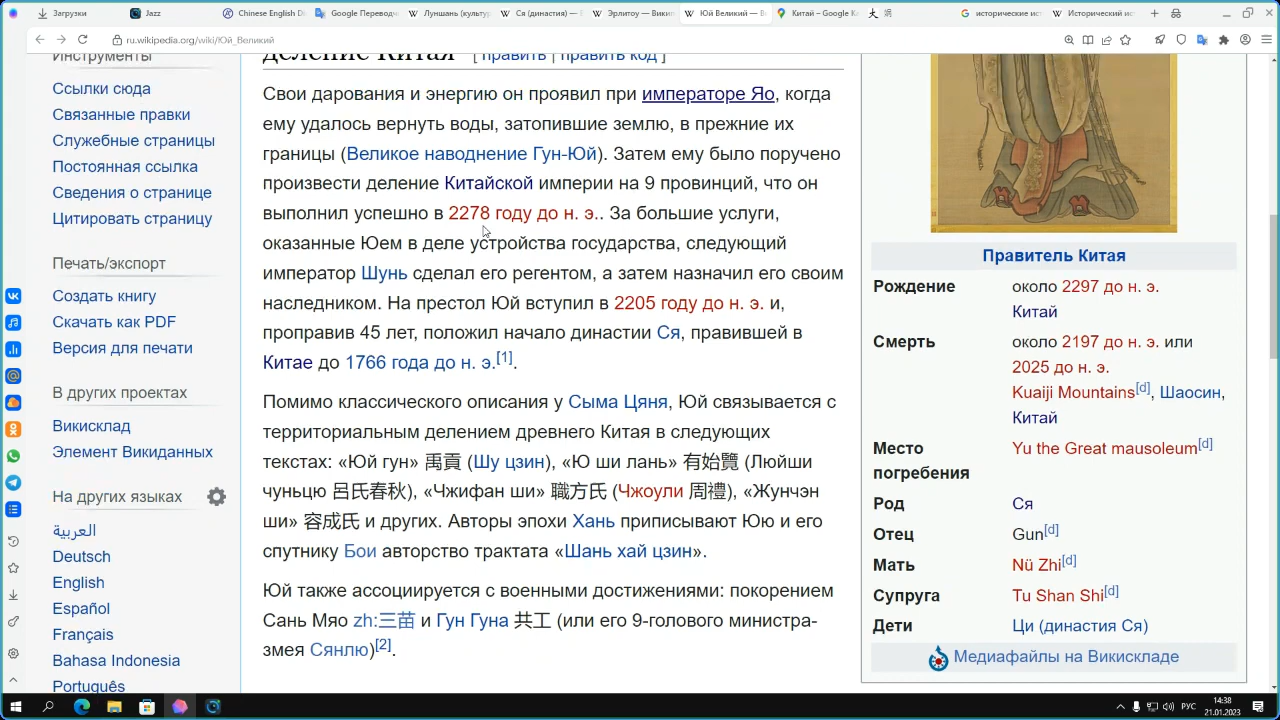 Загрузки
Jazz
Chinese English Di
Google Переводч
Луншань (культур
Ся (династия) —
Эрлитоу — Викип
Юй Великий — Ви
Китай – Google Ка
исторические ис
Исторический ис
ru.wikipedia.org/wiki/Юй_Великий
Инструменты
Ссылки сюда
Связанные правки
Служебные страницы
Постоянная ссылка
Сведения о странице
Цитировать страницу
Печать/экспорт
Создать книгу
Скачать как PDF
Версия для печати
В других проектах
Викисклад
Элемент Викиданных
На других языках
العربية
Deutsch
English
Español
Français
Bahasa Indonesia
Português
деление Китая [ править | править код ]
Свои дарования и энергию он проявил при императоре Яо, когда
ему удалось вернуть воды, затопившие землю, в прежние их
границы (Великое наводнение Гун-Юй). Затем ему было поручено
произвести деление Китайской империи на 9 провинций, что он
выполнил успешно в 2278 году до н. э.. За большие услуги,
оказанные Юем в деле устройства государства, следующий
император Шунь сделал его регентом, а затем назначил его своим
наследником. На престол Юй вступил в 2205 году до н. э. и,
проправив 45 лет, положил начало династии Ся, правившей в
Китае до 1766 года до н. э.[1].
Помимо классического описания у Сыма Цяня, Юй связывается с
территориальным делением древнего Китая в следующих
текстах: «Юй гун» 禹貢 (Шу цзин), «Ю ши лань» 有始覽 (Люйши
чуньцю 呂氏春秋), «Чжифан ши» 職方氏 (Чжоули 周禮), «Жунчэн
ши» 容成氏 и других. Авторы эпохи Хань приписывают Юю и его
спутнику Бои авторство трактата «Шань хай цзин».
Юй также ассоциируется с военными достижениями: покорением
Сань Мяо zh:三苗 и Гун Гуна 共工 (или его 9-голового министра-
змея Сянлю)[2].
Правитель Китая
Рождение около 2297 до н. э.
Китай
Смерть около 2197 до н. э. или
2025 до н. э.
Kuaiji Mountains[d], Шаосин,
Китай
Место погребения Yu the Great mausoleum[d]
Род Ся
Отец Gun[d]
Мать Nü Zhi[d]
Супруга Tu Shan Shi[d]
Дети Ци (династия Ся)
Медиафайлы на Викискладе
РУС
14:38
21.01.2023